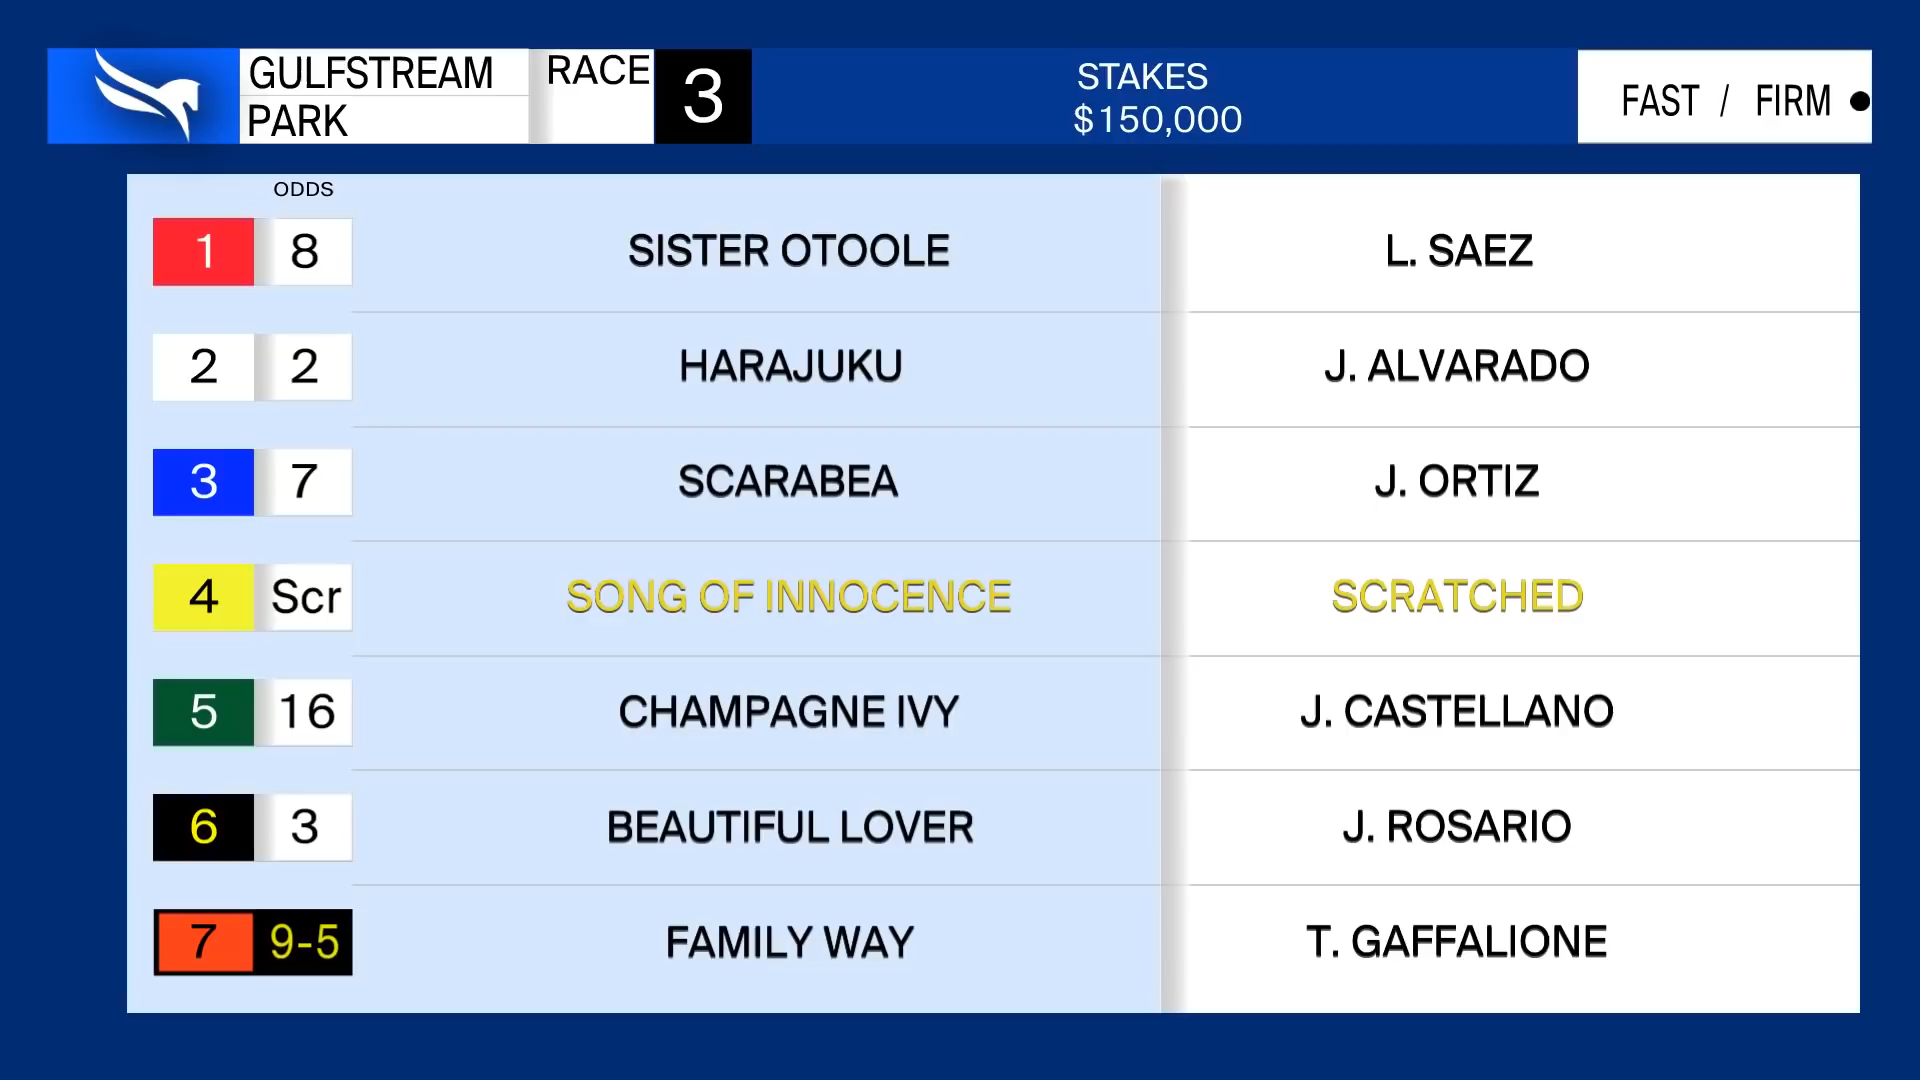 GULFSTREAM
PARK
RACE
3
STAKES
$150,000
FAST / FIRM
ODDS
1 8 SISTER OTOOLE L. SAEZ
2 2 HARAJUKU J. ALVARADO
3 7 SCARABEA J. ORTIZ
4 Scr SONG OF INNOCENCE SCRATCHED
5 16 CHAMPAGNE IVY J. CASTELLANO
6 3 BEAUTIFUL LOVER J. ROSARIO
7 9-5 FAMILY WAY T. GAFFALIONE